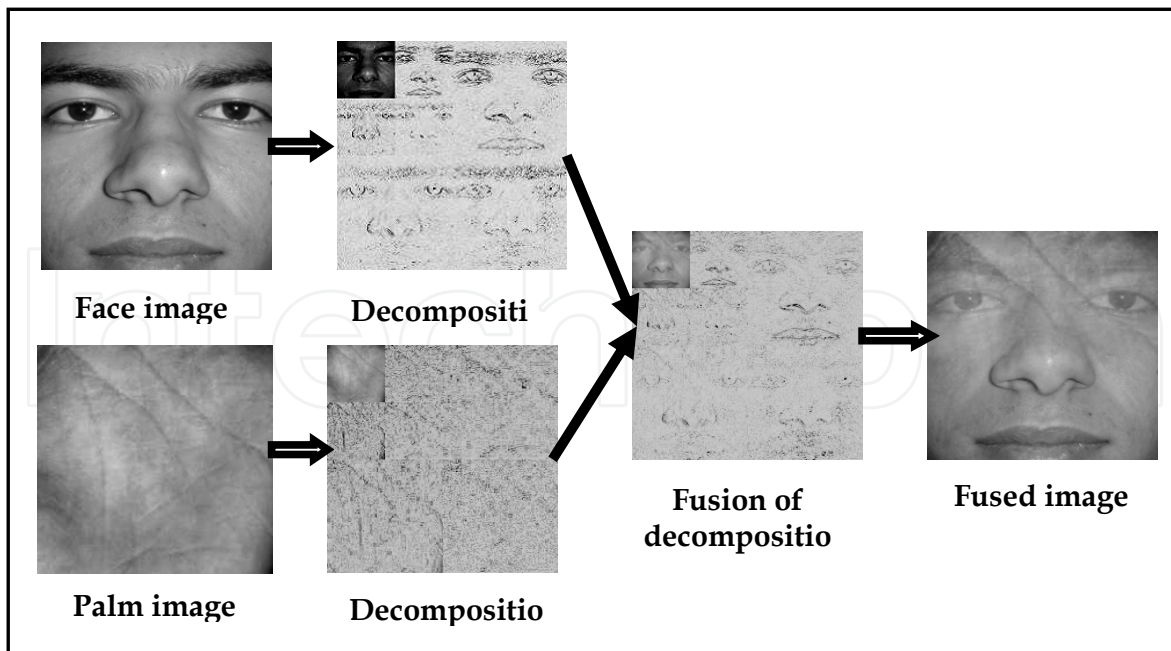 Face image
Decompositi
Palm image
Decompositio
Fusion of
decompositio
Fused image